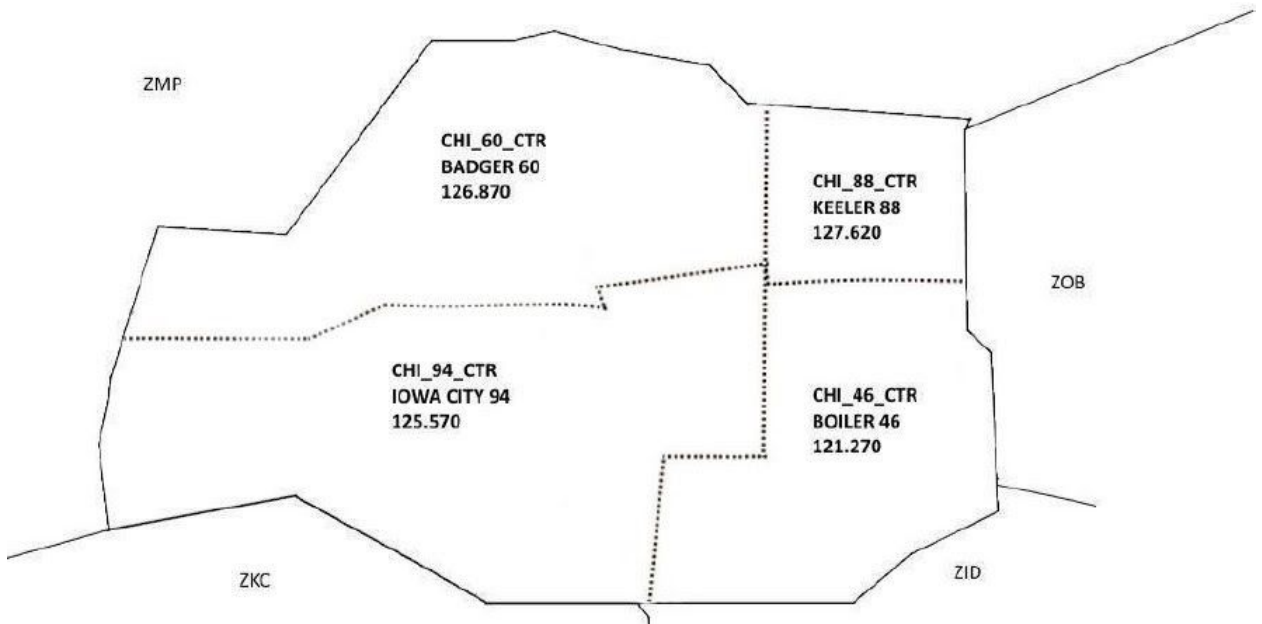 ZMP
CHI_60_CTR
BADGER 60
126.870
CHI_88_CTR
KEELER 88
127.620
ZOB
CHI_94_CTR
IOWA CITY 94
125.570
CHI_46_CTR
BOILER 46
121.270
ZKC
ZID